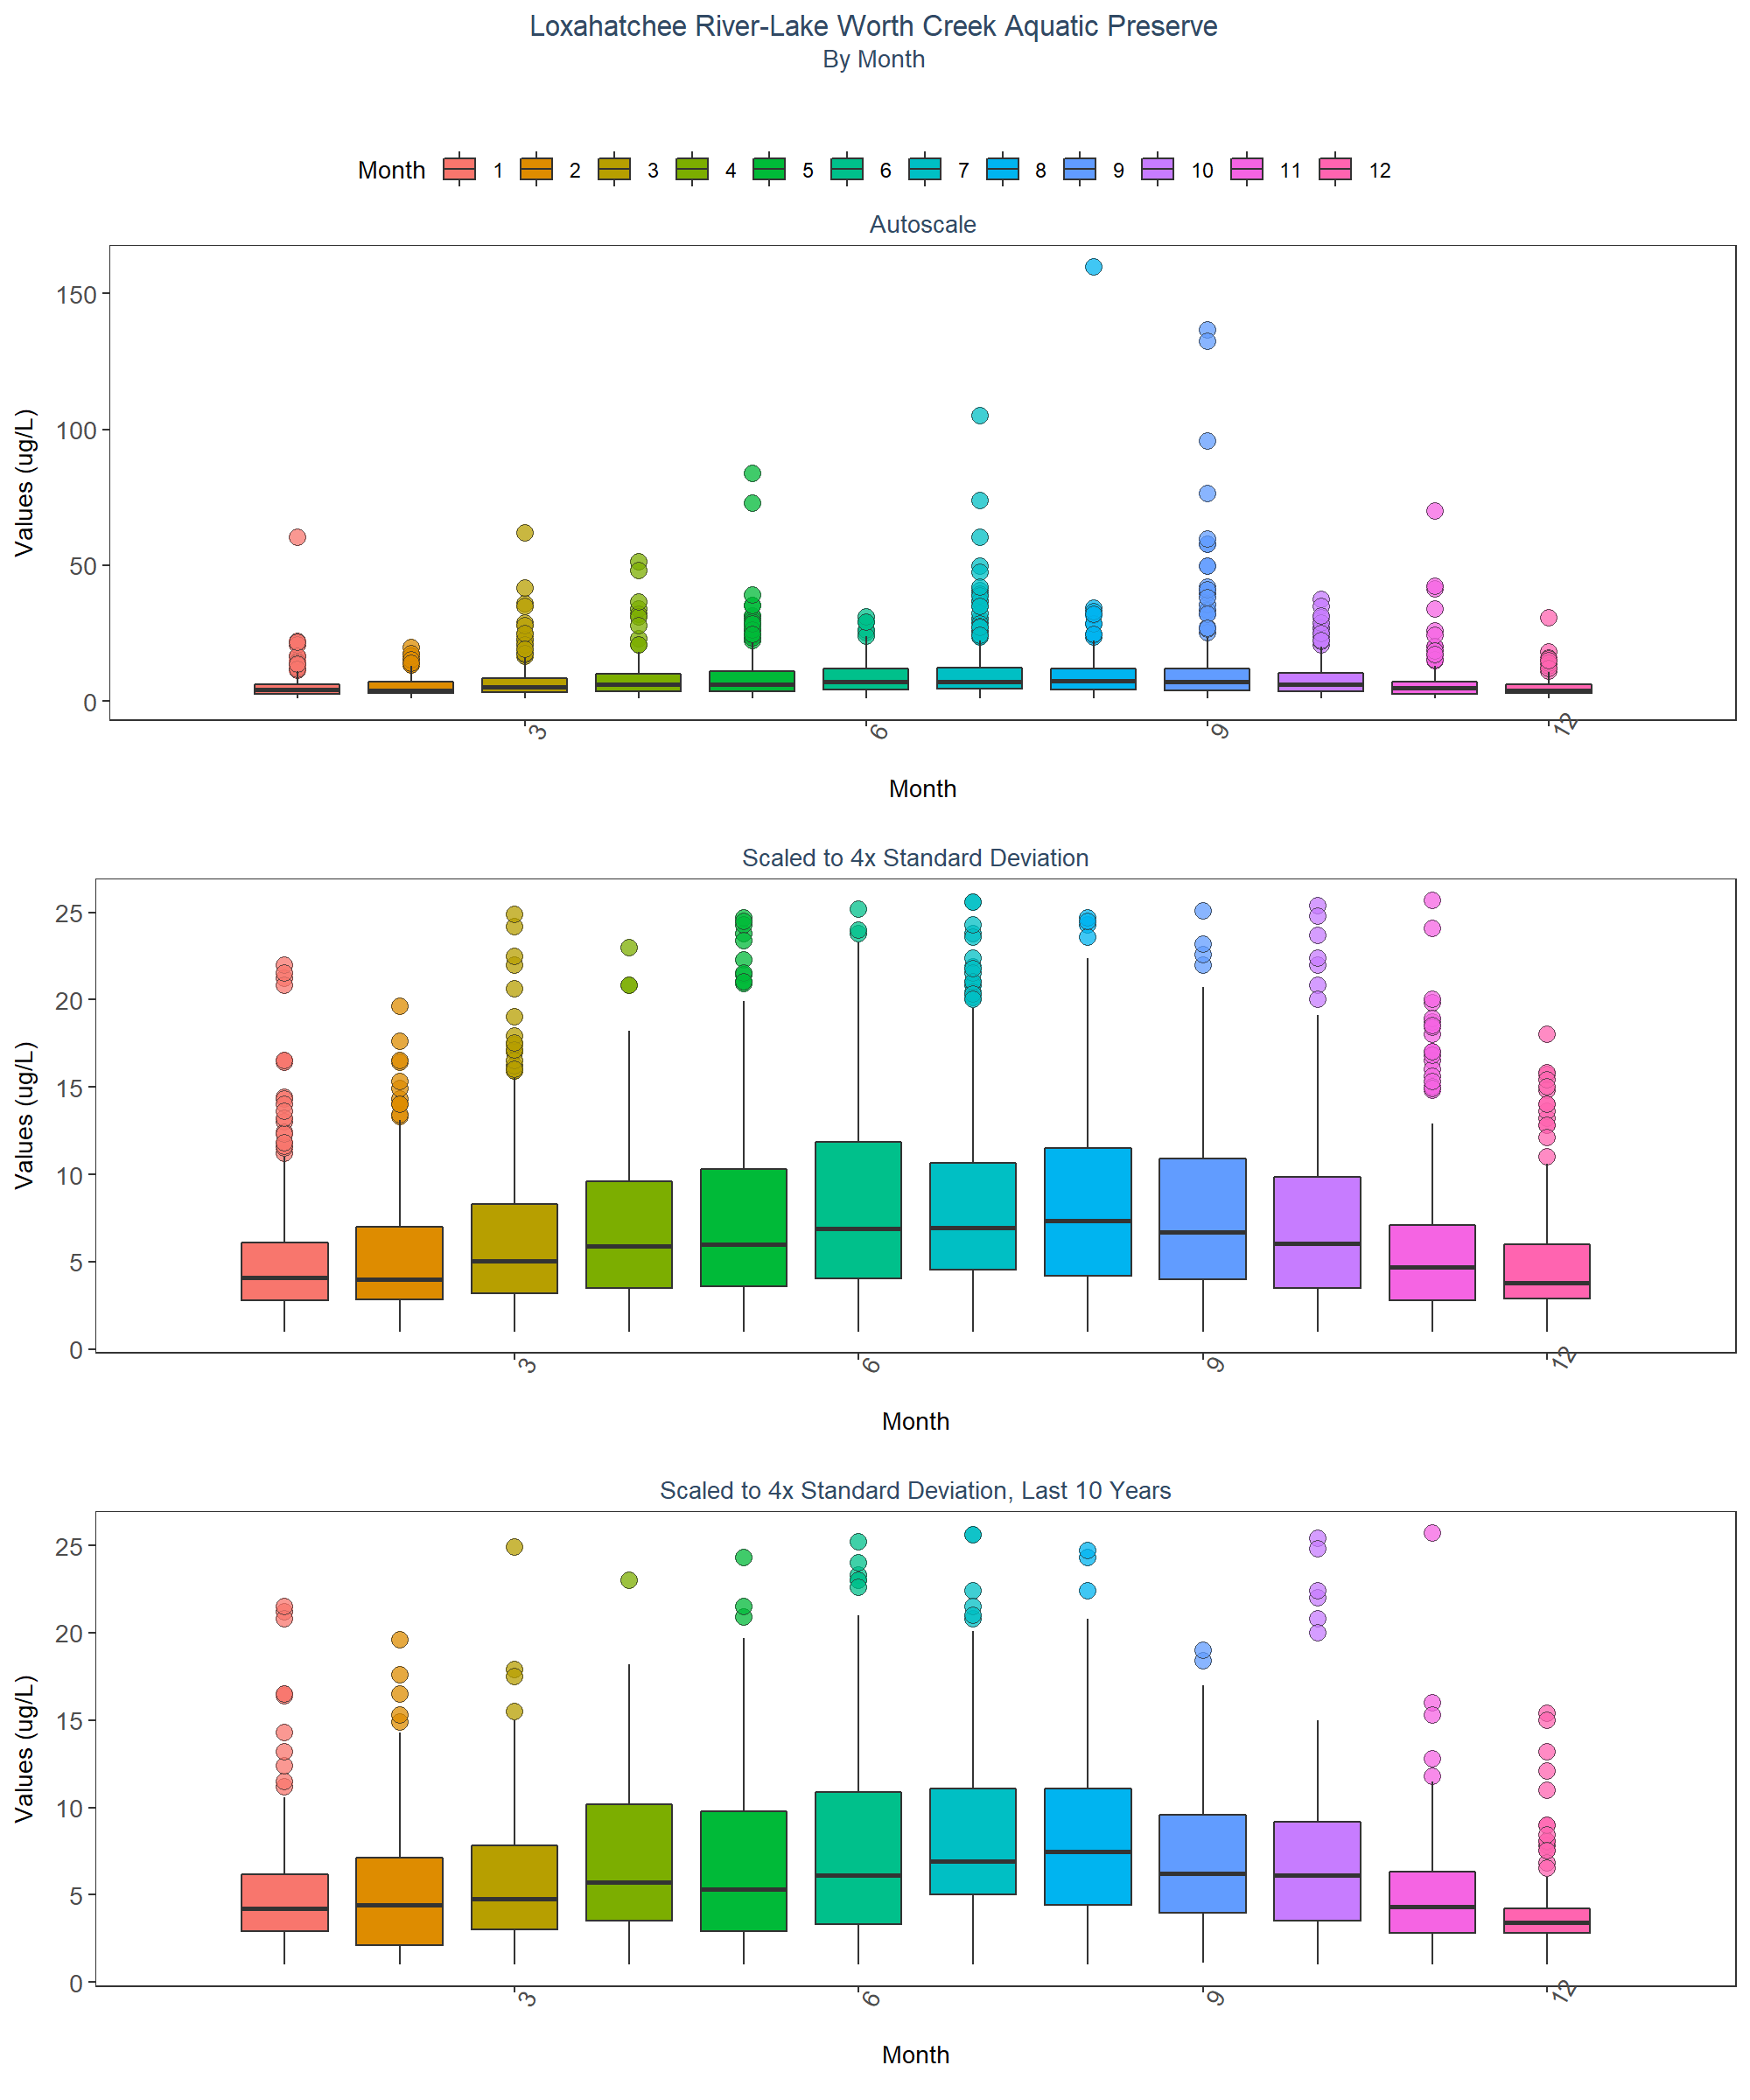 Loxahatchee River-Lake Worth Creek Aquatic Preserve
By Month
Month 1 2 3 4 5 6 7 8 9 10 11 12
Autoscale
Values (ug/L)
150
100
50
0
3 6 9 12
Month
Scaled to 4x Standard Deviation
Values (ug/L)
25
20
15
10
5
0
3 6 9 12
Month
Scaled to 4x Standard Deviation, Last 10 Years
Values (ug/L)
25
20
15
10
5
0
3 6 9 12
Month